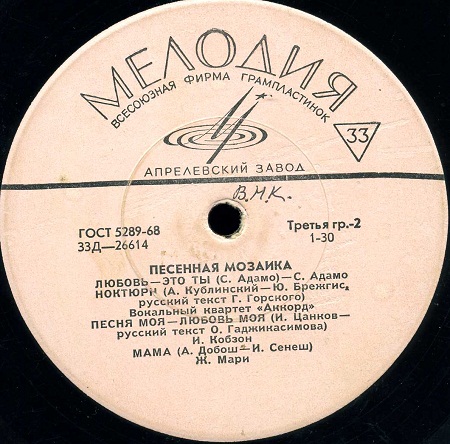 МЕЛОДИЯ
ВСЕСОЮЗНАЯ ФИРМА ГРАМПЛАСТИНОК
33
АПРЕЛЕВСКИЙ ЗАВОД
В.М.К.
ГОСТ 5289-68
33Д—26614
Третья гр.-2
1-30
ПЕСЕННАЯ МОЗАИКА
ЛЮБОВЬ—ЭТО ТЫ (С. Адамо)—С. Адамо
НОКТЮРН (А. Кублинский—Ю. Брежгис,
русский текст Г. Горского)
Вокальный квартет «Аккорд»
ПЕСНЯ МОЯ—ЛЮБОВЬ МОЯ (И. Цанков—
русский текст О. Гаджикасимова)
И. Кобзон
МАМА (А. Добош—И. Сенеш)
Ж. Мари